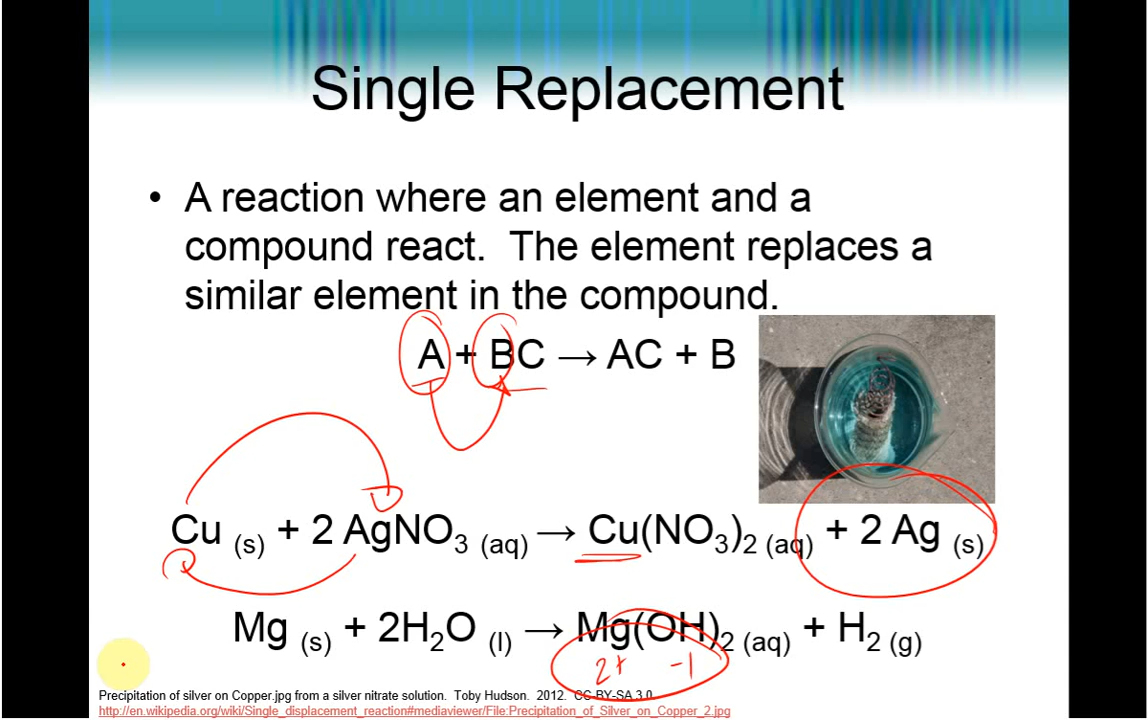 Single Replacement
• A reaction where an element and a
compound react.  The element replaces a
similar element in the compound.
A + BC → AC + B
Cu (s) + 2 AgNO3 (aq) → Cu(NO3)2 (aq) + 2 Ag (s)
Mg (s) + 2H2O (l) → Mg(OH)2 (aq) + H2 (g)
2+ -1
Precipitation of silver on Copper.jpg from a silver nitrate solution.  Toby Hudson.  2012.  CC-BY-SA 3.0
http://en.wikipedia.org/wiki/Single_displacement_reaction#mediaviewer/File:Precipitation_of_Silver_on_Copper_2.jpg